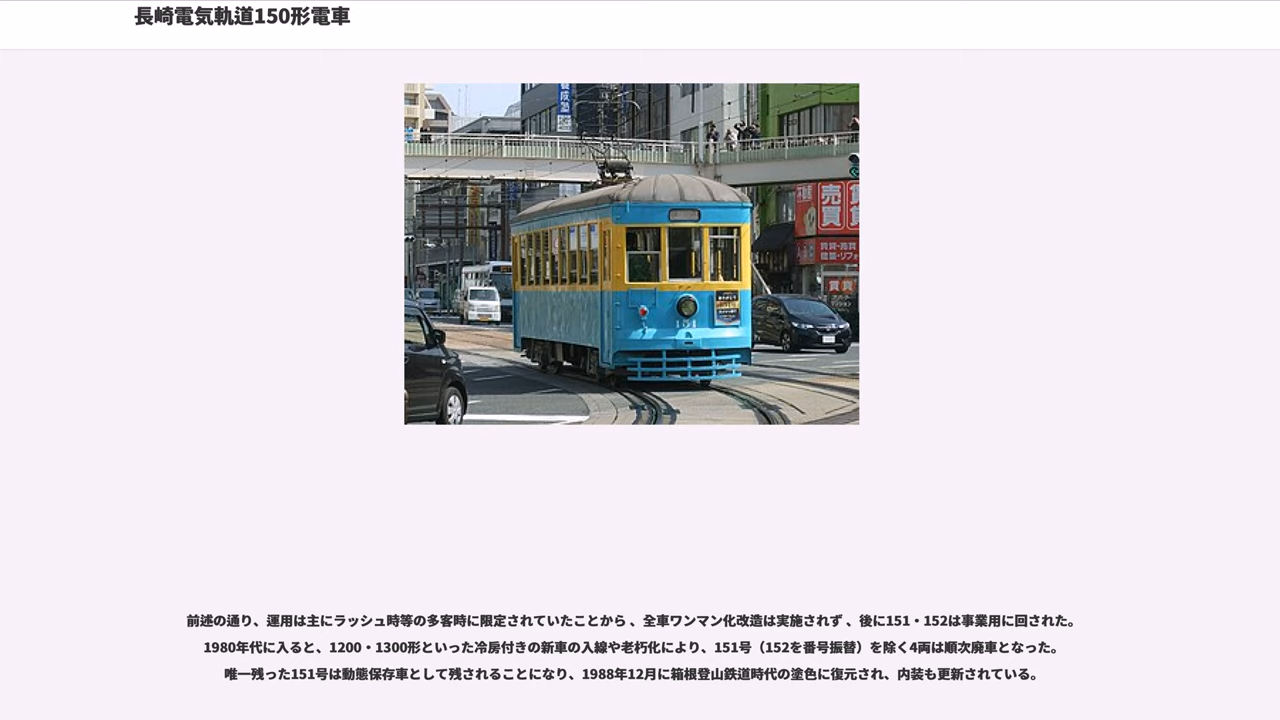 長崎電気軌道150形電車
養成塾
売買
賃貸・売買
151
前述の通り、運用は主にラッシュ時等の多客時に限定されていたことから 、全車ワンマン化改造は実施されず 、後に151・152は事業用に回された。
1980年代に入ると、1200・1300形といった冷房付きの新車の入線や老朽化により、151号（152を番号振替）を除く4両は順次廃車となった。
唯一残った151号は動態保存車として残されることになり、1988年12月に箱根登山鉄道時代の塗色に復元され、内装も更新されている。